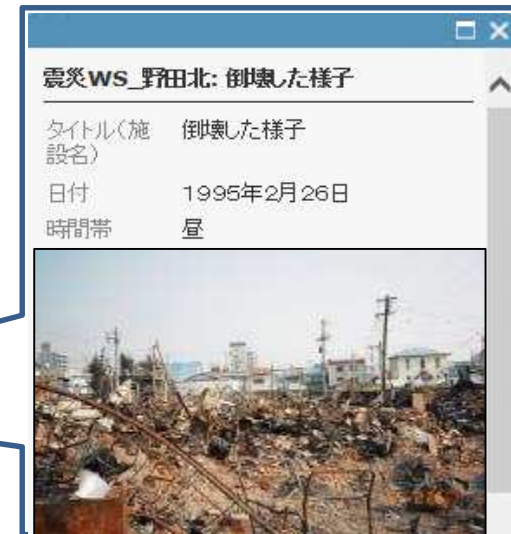 震災WS_野田北: 倒壊した様子
タイトル(施
設名)
倒壊した様子
日付
1995年2月26日
時間帯
昼